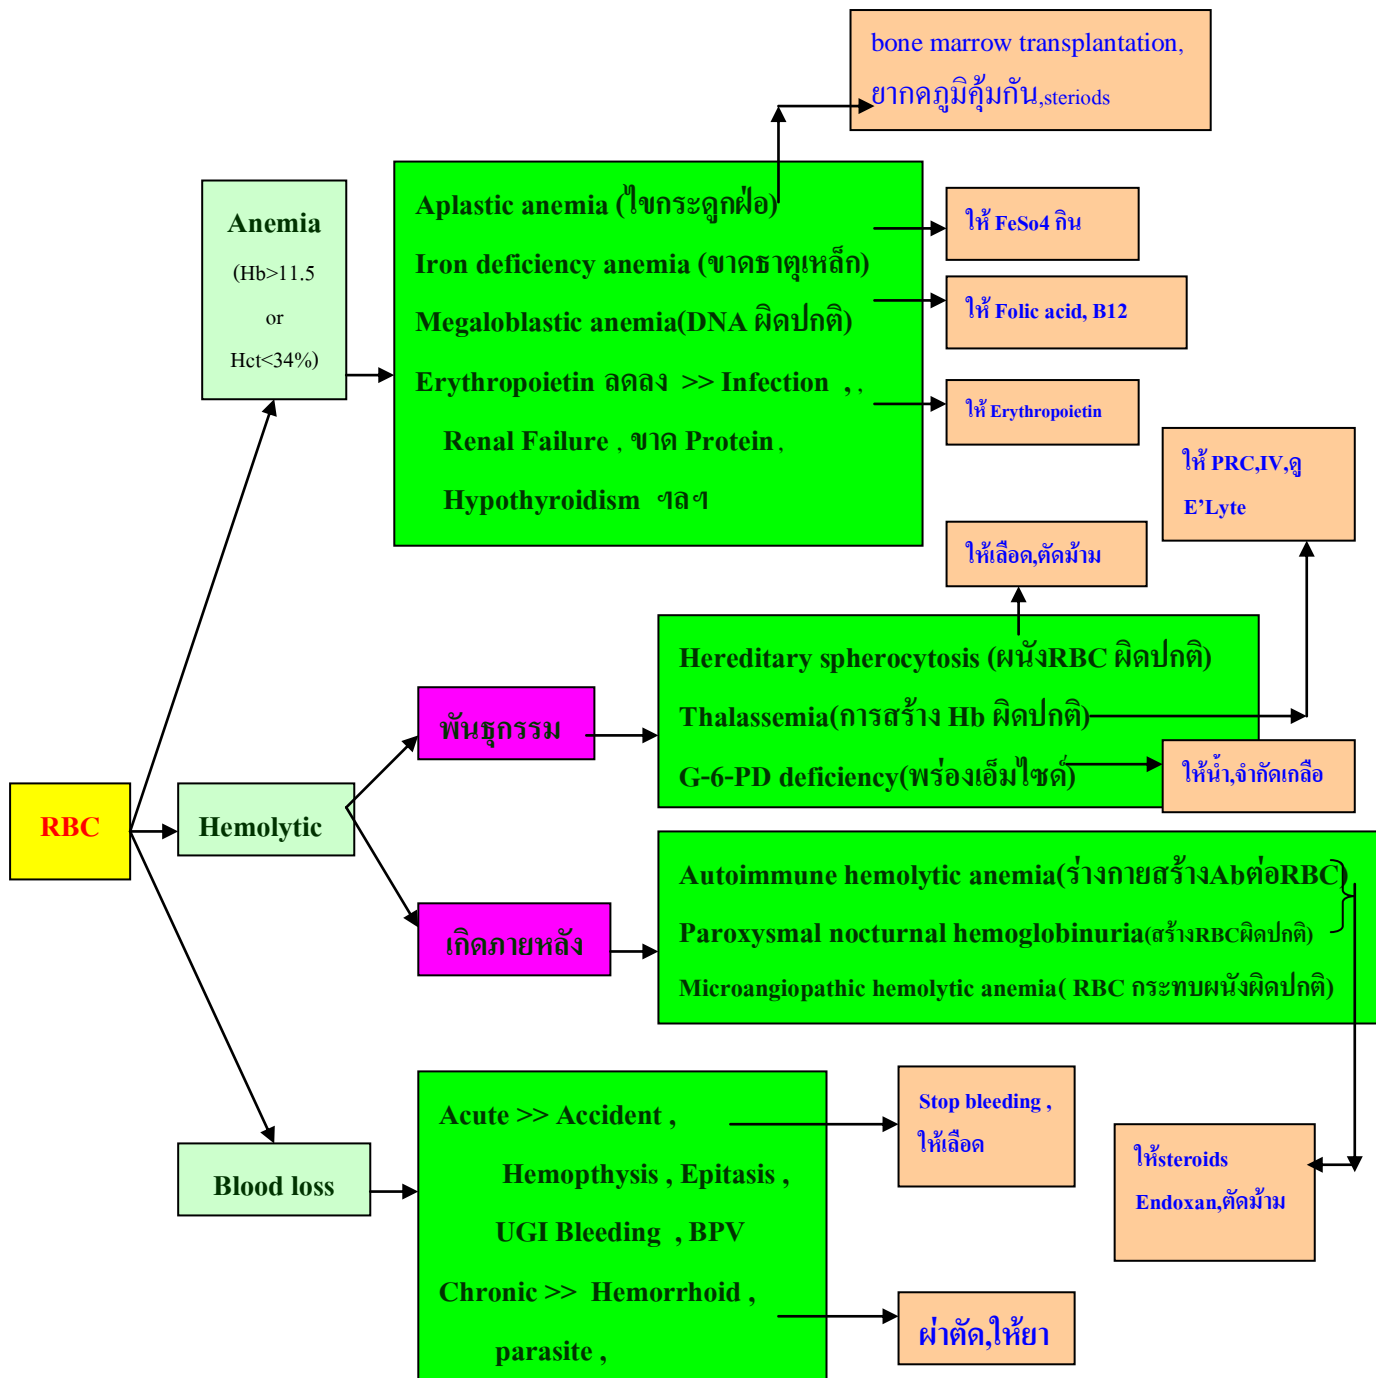 bone marrow transplantation,
ยากดภูมิคุ้มกัน,steriods
Anemia
(Hb>11.5
or
Hct<34%)
Aplastic anemia (ไขกระดูกฝ่อ)
Iron deficiency anemia (ขาดธาตุเหล็ก)
Megaloblastic anemia(DNA ผิดปกติ)
Erythropoietin ลดลง >> Infection , ,
Renal Failure , ขาด Protein ,
Hypothyroidism ฯลฯ
ให้ FeSo4 กิน
ให้ Folic acid, B12
ให้ Erythropoietin
ให้ PRC,IV,ดู
E’Lyte
ให้เลือด,ตัดม้าม
Hereditary spherocytosis (ผนังRBC ผิดปกติ)
Thalassemia(การสร้าง Hb ผิดปกติ)
G-6-PD deficiency(พร่องเอ็มไซด์)
พันธุกรรม
ให้น้ำ,จำกัดเกลือ
RBC
Hemolytic
เกิดภายหลัง
Autoimmune hemolytic anemia(ร่างกายสร้างAbต่อRBC)
Paroxysmal nocturnal hemoglobinuria(สร้างRBCผิดปกติ)
Microangiopathic hemolytic anemia( RBC กระทบผนังผิดปกติ)
ให้steroids
Endoxan,ตัดม้าม
Blood loss
Acute >> Accident ,
Hemopthysis , Epitasis ,
UGI Bleeding , BPV
Chronic >> Hemorrhoid ,
parasite ,
Stop bleeding ,
ให้เลือด
ผ่าตัด,ให้ยา